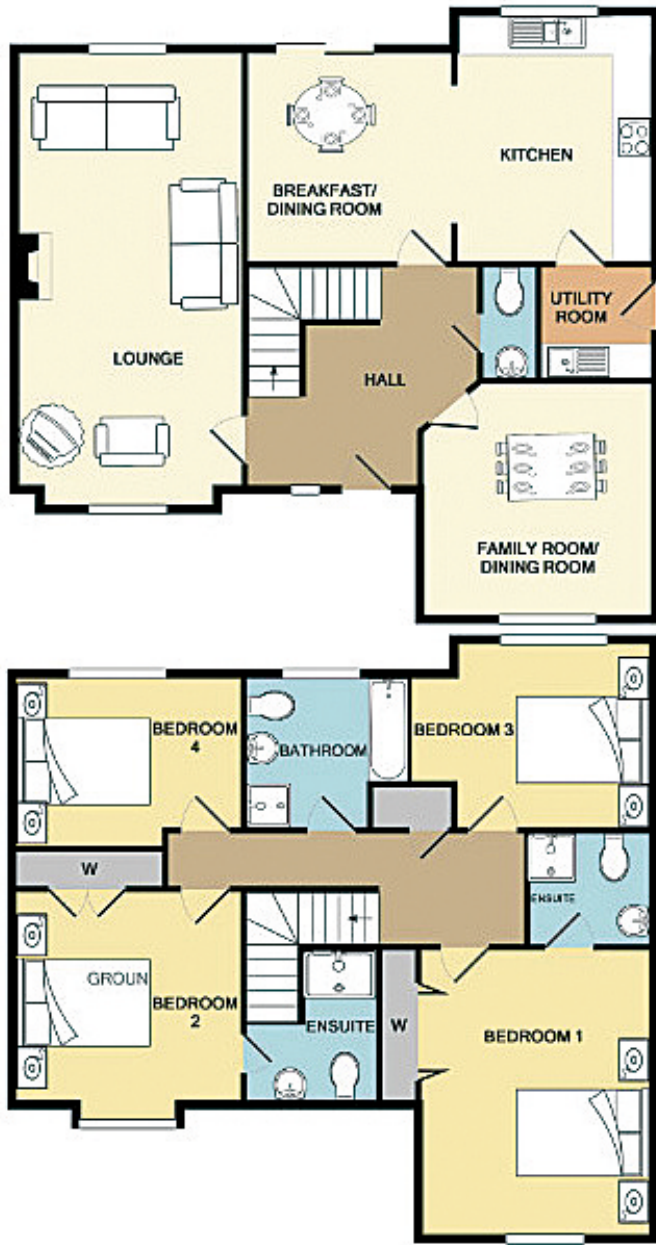 KITCHEN
BREAKFAST/
DINING ROOM
UTILITY
ROOM
LOUNGE
HALL
FAMILY ROOM/
DINING ROOM
BEDROOM
4
BATHROOM
BEDROOM 3
W
ENSUITE
GROUN
BEDROOM
2
ENSUITE
W
BEDROOM 1